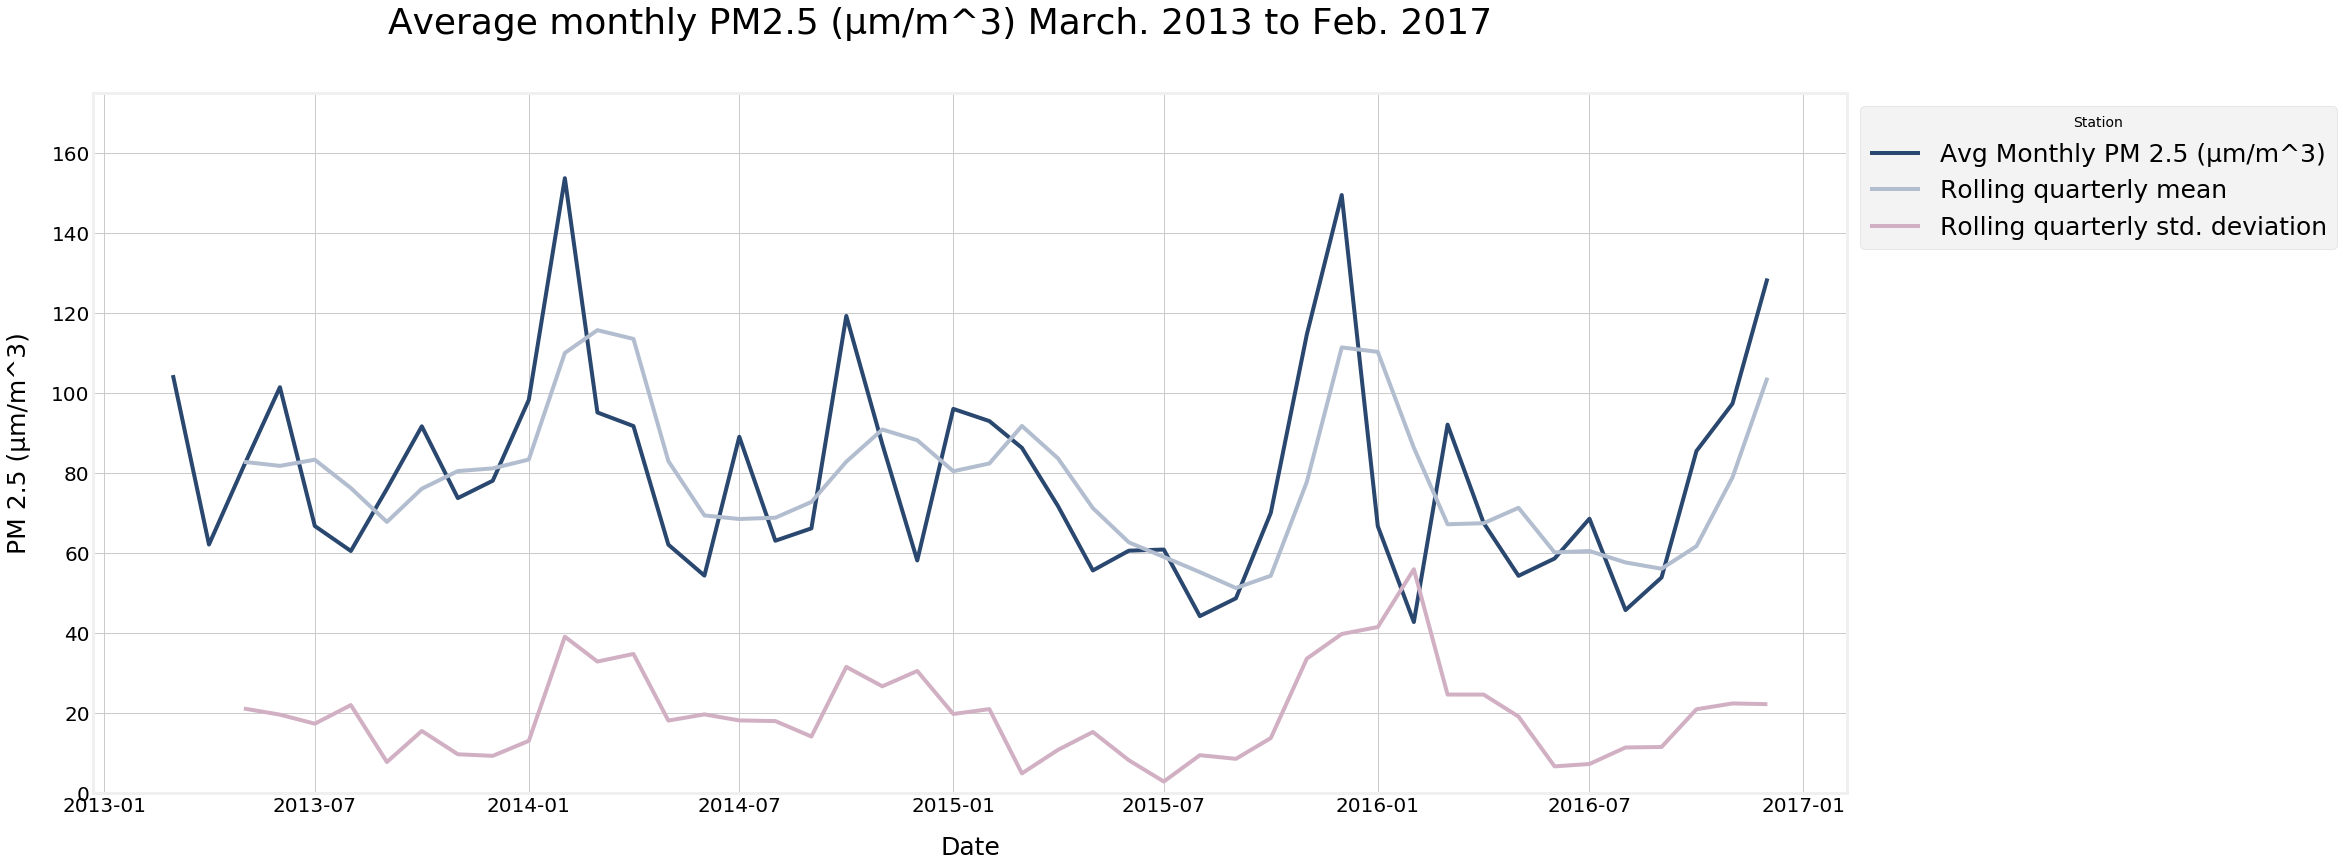 Average monthly PM2.5 (μm/m^3) March. 2013 to Feb. 2017
Station
Avg Monthly PM 2.5 (μm/m^3)
Rolling quarterly mean
Rolling quarterly std. deviation
PM 2.5 (μm/m^3)
160
140
120
100
80
60
40
20
0
2013-01
2013-07
2014-01
2014-07
2015-01
2015-07
2016-01
2016-07
2017-01
Date